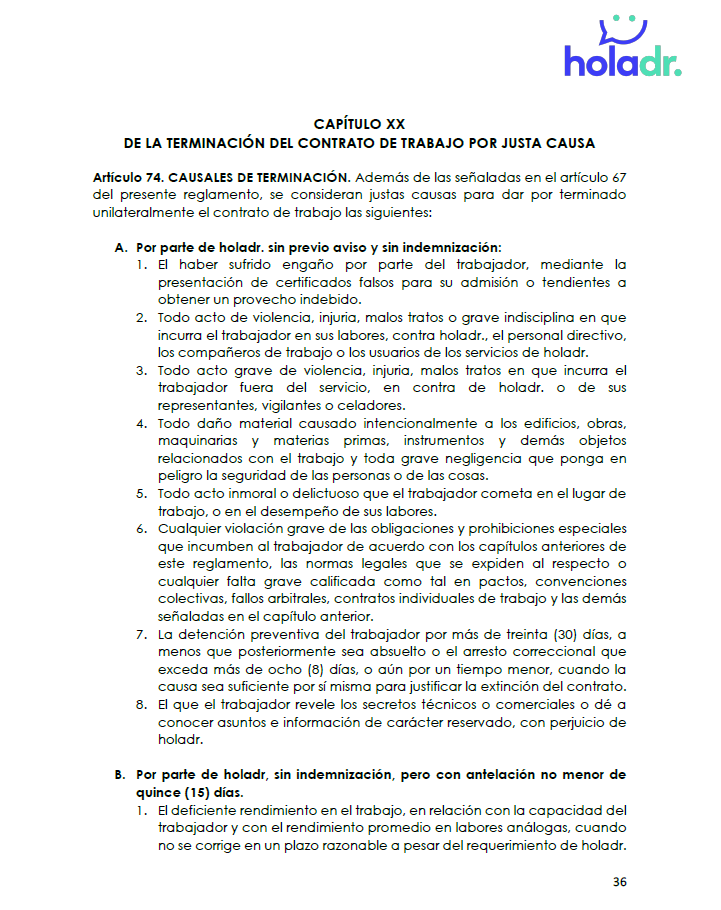 holadr.
CAPÍTULO XX
DE LA TERMINACIÓN DEL CONTRATO DE TRABAJO POR JUSTA CAUSA
Artículo 74. CAUSALES DE TERMINACIÓN. Además de las señaladas en el artículo 67
del presente reglamento, se consideran justas causas para dar por terminado
unilateralmente el contrato de trabajo las siguientes:
A. Por parte de holadr. sin previo aviso y sin indemnización:
1. El haber sufrido engaño por parte del trabajador, mediante la
presentación de certificados falsos para su admisión o tendientes a
obtener un provecho indebido.
2. Todo acto de violencia, injuria, malos tratos o grave indisciplina en que
incurra el trabajador en sus labores, contra holadr., el personal directivo,
los compañeros de trabajo o los usuarios de los servicios de holadr.
3. Todo acto grave de violencia, injuria, malos tratos en que incurra el
trabajador fuera del servicio, en contra de holadr. o de sus
representantes, vigilantes o celadores.
4. Todo daño material causado intencionalmente a los edificios, obras,
maquinarias y materias primas, instrumentos y demás objetos
relacionados con el trabajo y toda grave negligencia que ponga en
peligro la seguridad de las personas o de las cosas.
5. Todo acto inmoral o delictuoso que el trabajador cometa en el lugar de
trabajo, o en el desempeño de sus labores.
6. Cualquier violación grave de las obligaciones y prohibiciones especiales
que incumben al trabajador de acuerdo con los capítulos anteriores de
este reglamento, las normas legales que se expiden al respecto o
cualquier falta grave calificada como tal en pactos, convenciones
colectivas, fallos arbitrales, contratos individuales de trabajo y las demás
señaladas en el capítulo anterior.
7. La detención preventiva del trabajador por más de treinta (30) días, a
menos que posteriormente sea absuelto o el arresto correccional que
exceda más de ocho (8) días, o aún por un tiempo menor, cuando la
causa sea suficiente por sí misma para justificar la extinción del contrato.
8. El que el trabajador revele los secretos técnicos o comerciales o dé a
conocer asuntos e información de carácter reservado, con perjuicio de
holadr.
B. Por parte de holadr, sin indemnización, pero con antelación no menor de
quince (15) días.
1. El deficiente rendimiento en el trabajo, en relación con la capacidad del
trabajador y con el rendimiento promedio en labores análogas, cuando
no se corrige en un plazo razonable a pesar del requerimiento de holadr.
36